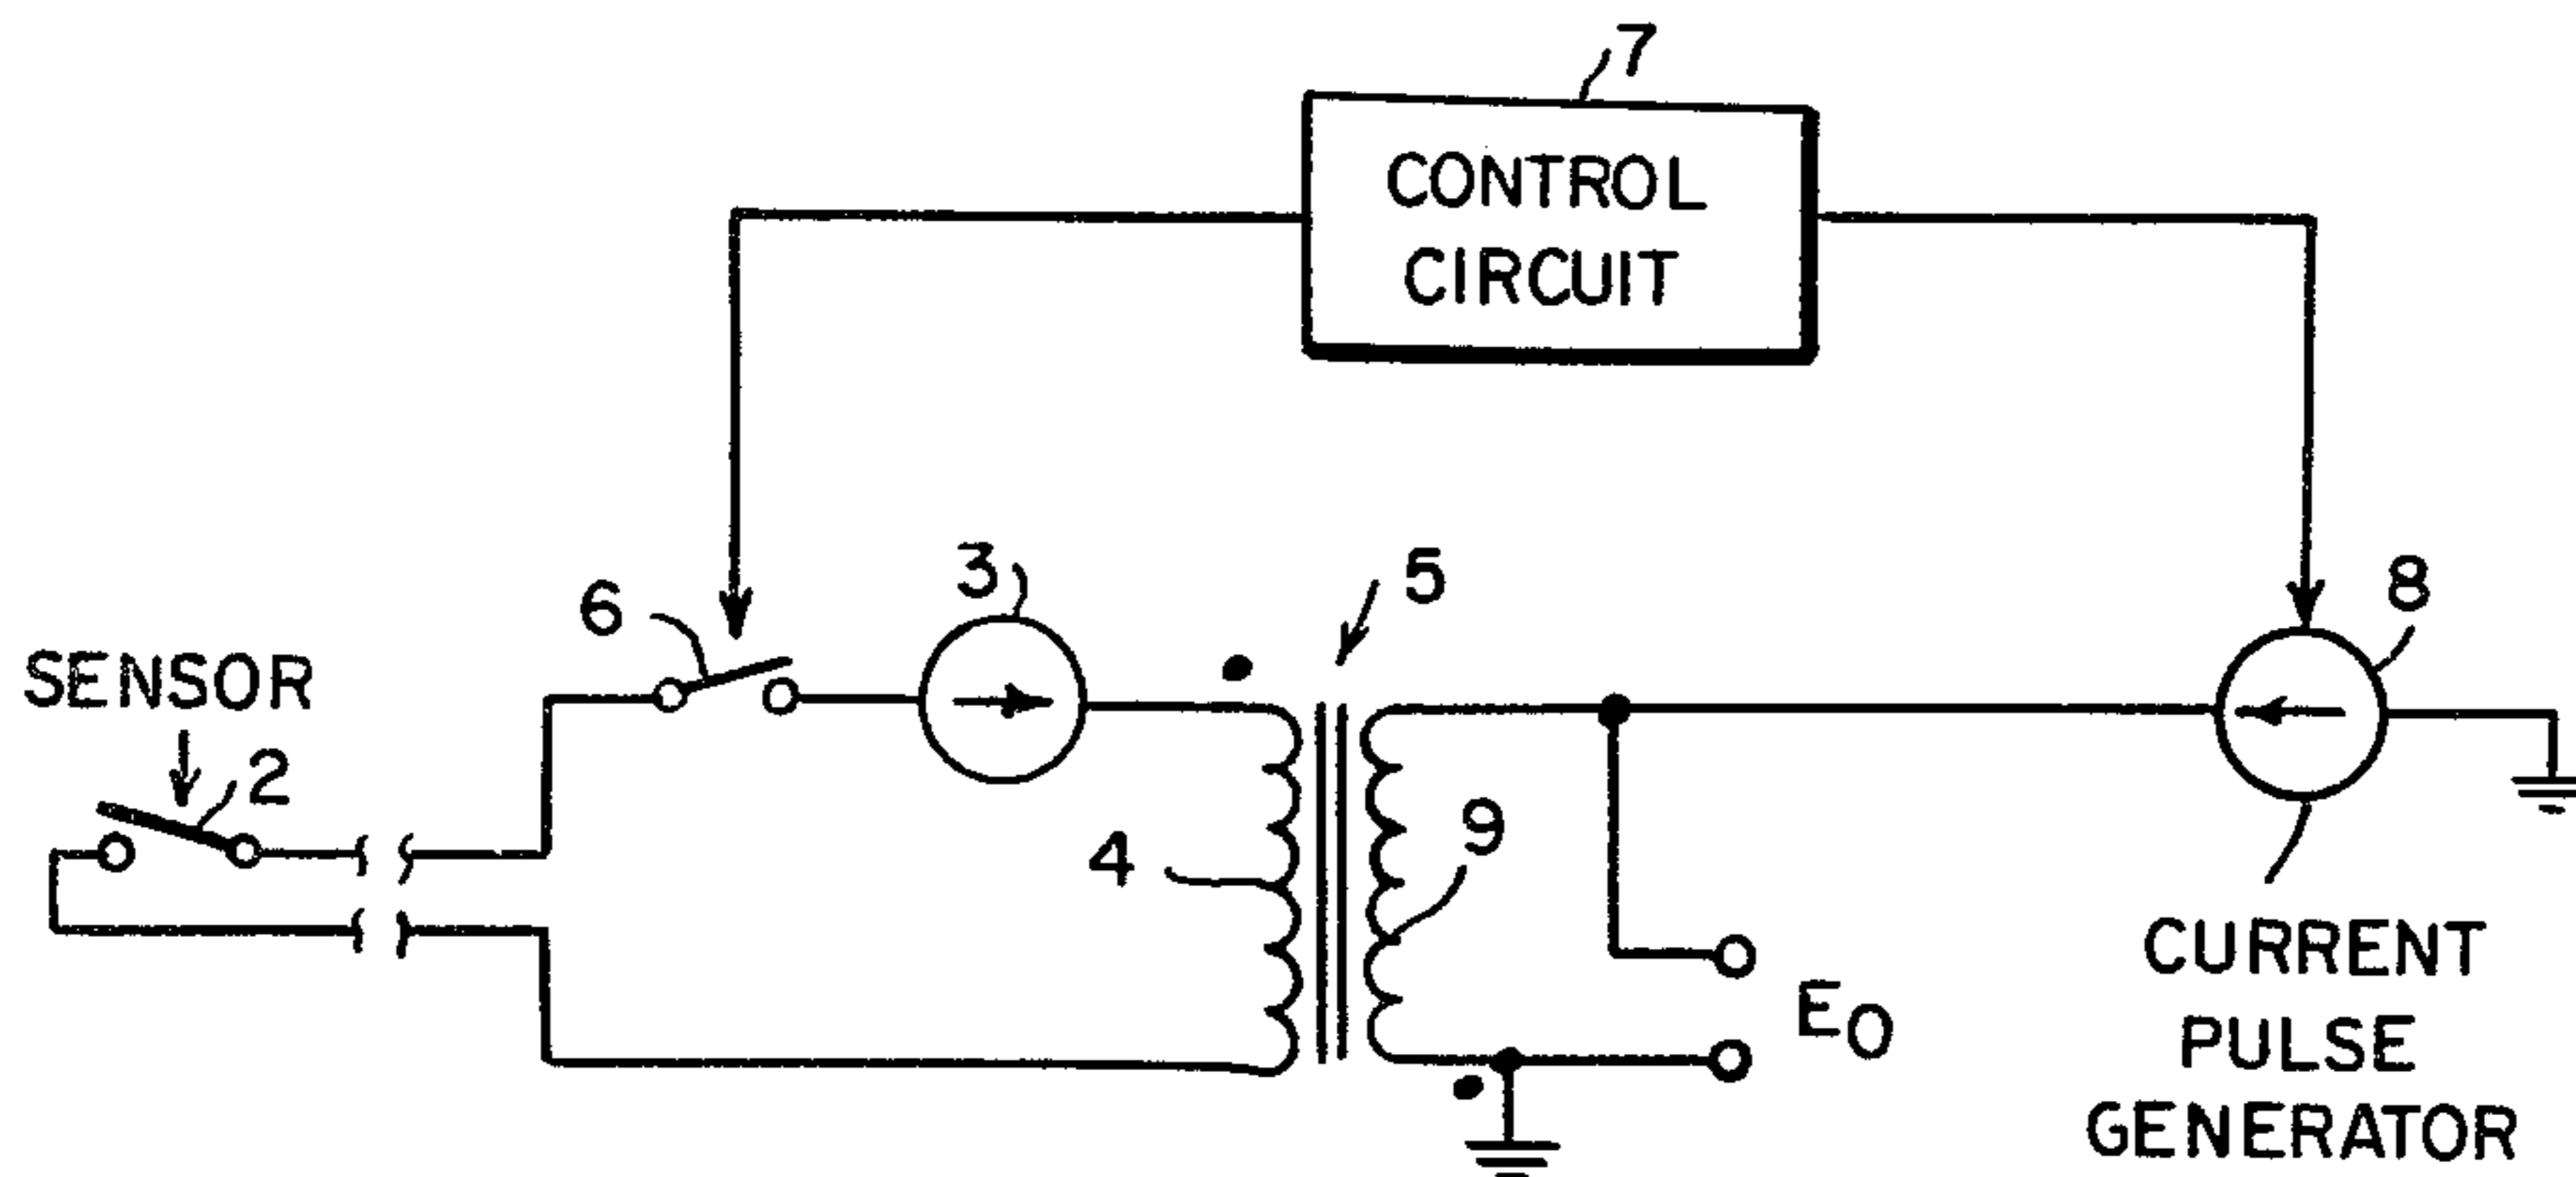 7
CONTROL
CIRCUIT
3
5
8
6
SENSOR
2
9
4
E₀
CURRENT
PULSE
GENERATOR